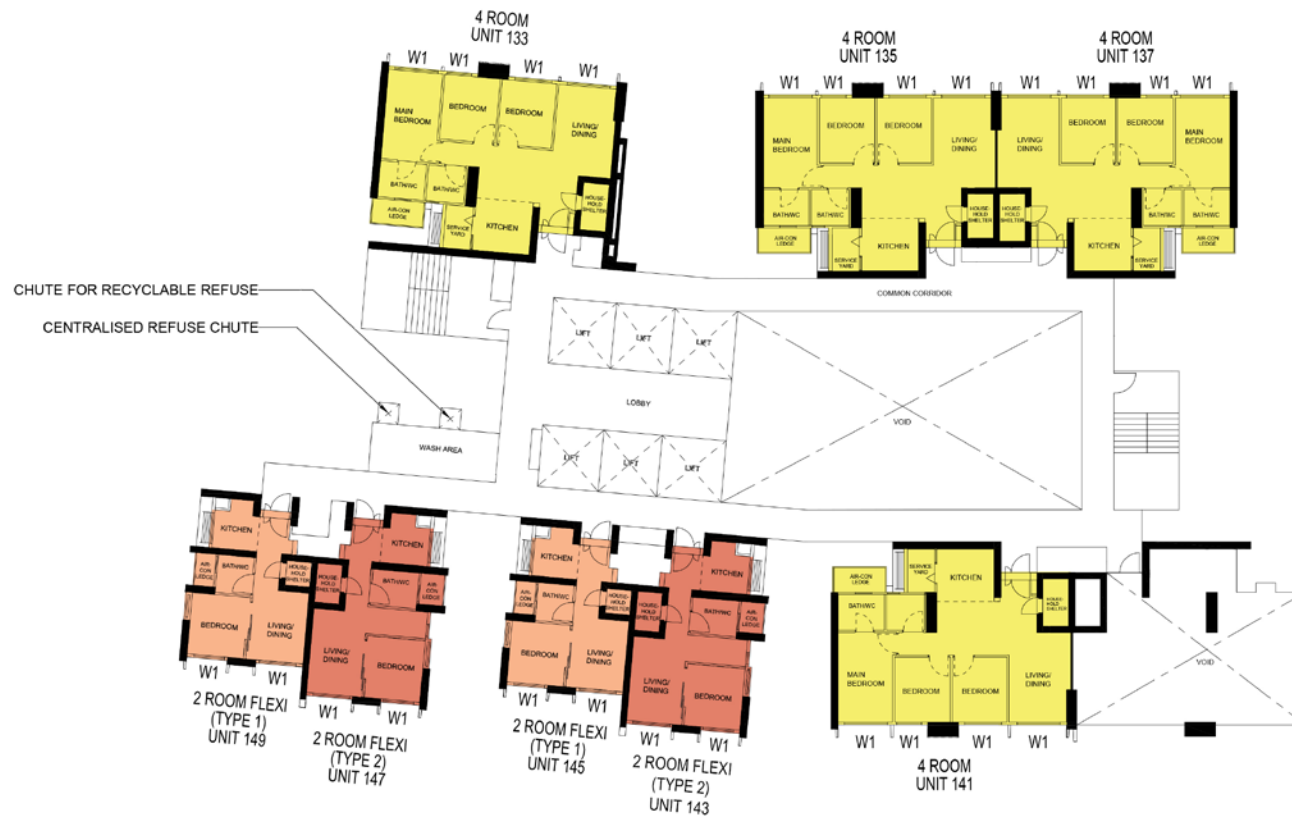 4 ROOM
UNIT 133
W1 W1 W1 W1
MAIN
BEDROOM
BEDROOM
BEDROOM
LIVING/
DINING
BATH/WC
BATH/WC
AIR-CON
LEDGE
SERVICE
YARD
KITCHEN
HOUSE-
HOLD
SHELTER
4 ROOM
UNIT 135
W1 W1 W1 W1
MAIN
BEDROOM
BEDROOM
BEDROOM
LIVING/
DINING
BATH/WC
BATH/WC
AIR-CON
LEDGE
SERVICE
YARD
KITCHEN
HOUSE-
HOLD
SHELTER
4 ROOM
UNIT 137
W1 W1 W1 W1
LIVING/
DINING
BEDROOM
BEDROOM
MAIN
BEDROOM
HOUSE-
HOLD
SHELTER
KITCHEN
SERVICE
YARD
BATH/WC
BATH/WC
AIR-CON
LEDGE
CHUTE FOR RECYCLABLE REFUSE
CENTRALISED REFUSE CHUTE
COMMON CORRIDOR
LIFT
LIFT
LIFT
LOBBY
VOID
WASH AREA
LIFT
LIFT
LIFT
KITCHEN
AIR-
CON
LEDGE
BATH/WC
HOUSE-
HOLD
SHELTER
BEDROOM
LIVING/
DINING
W1 W1
2 ROOM FLEXI
(TYPE 1)
UNIT 149
KITCHEN
HOUSE-
HOLD
SHELTER
BATH/WC
AIR-
CON
LEDGE
LIVING/
DINING
BEDROOM
W1 W1
2 ROOM FLEXI
(TYPE 2)
UNIT 147
KITCHEN
AIR-
CON
LEDGE
BATH/WC
HOUSE-
HOLD
SHELTER
BEDROOM
LIVING/
DINING
W1 W1
2 ROOM FLEXI
(TYPE 1)
UNIT 145
KITCHEN
HOUSE-
HOLD
SHELTER
BATH/WC
AIR-
CON
LEDGE
LIVING/
DINING
BEDROOM
W1 W1
2 ROOM FLEXI
(TYPE 2)
UNIT 143
AIR-CON
LEDGE
SERVICE
YARD
KITCHEN
BATH/WC
HOUSE-
HOLD
SHELTER
MAIN
BEDROOM
BEDROOM
BEDROOM
LIVING/
DINING
W1 W1 W1 W1
4 ROOM
UNIT 141
VOID